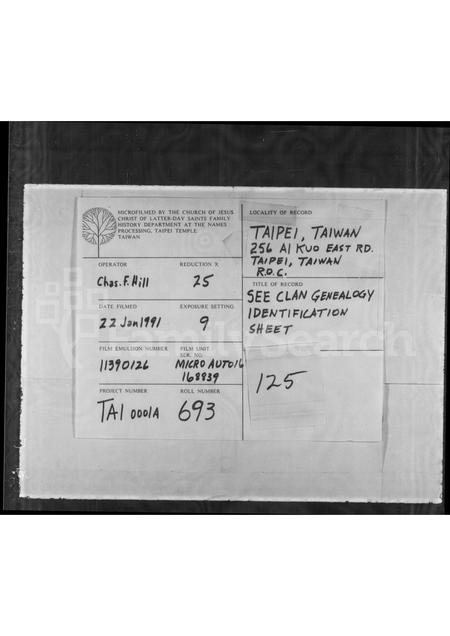 MICROFILMED BY THE CHURCH OF JESUS
CHRIST OF LATTER-DAY SAINTS FAMILY
HISTORY DEPARTMENT AT THE NAMES
PROCESSING, TAIPEI TEMPLE
TAIWAN
OPERATOR
REDUCTION X
Chas. F. Hill
25
DATE FILMED
EXPOSURE SETTING
22 Jan 1991
9
FILM EMULSION NUMBER
FILM UNIT
SER. NO.
11390126
MICRO AUTO16
168939
PROJECT NUMBER
ROLL NUMBER
TAI 0001A
693
LOCALITY OF RECORD
TAIPEI, TAIWAN
256 AI KUO EAST RD.
TAIPEI, TAIWAN
R.O.C.
TITLE OF RECORD
SEE CLAN GENEALOGY
IDENTIFICATION
SHEET
125
FamilySearch